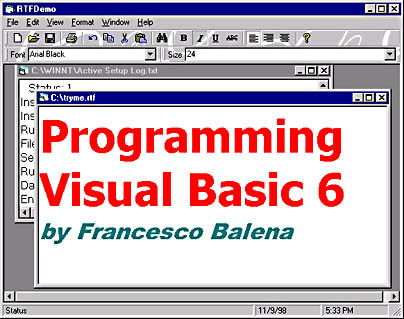 RTFDemo
File Edit View Format Window Help
B I U ABC
Font Arial Black Size 24
C:\WINNT\Active Setup Log.txt
Status: 1
Ins
Ins
Ru
File
Se
Ru
Da
En
C:\tryme.rtf
Programming
Visual Basic 6
by Francesco Balena
Status 11/9/98 5:33 PM